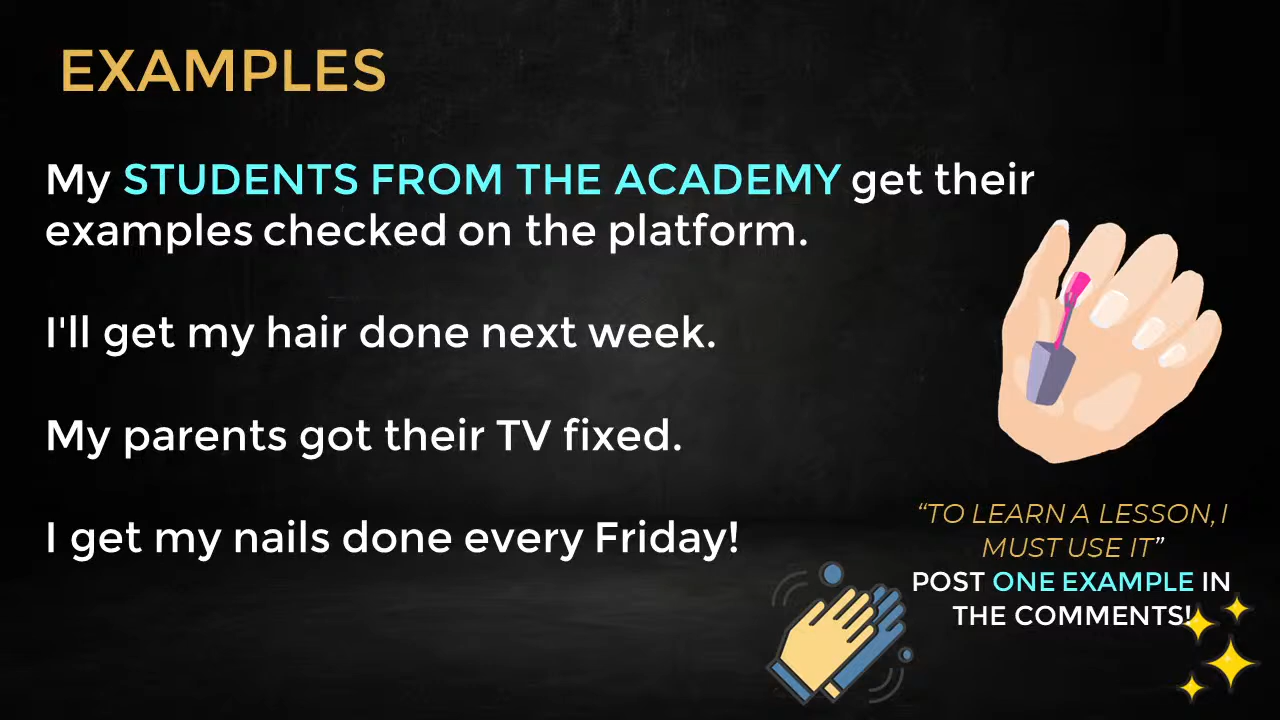 EXAMPLES
My STUDENTS FROM THE ACADEMY get their
examples checked on the platform.
I'll get my hair done next week.
My parents got their TV fixed.
I get my nails done every Friday!
“TO LEARN A LESSON, I
MUST USE IT”
POST ONE EXAMPLE IN
THE COMMENTS!